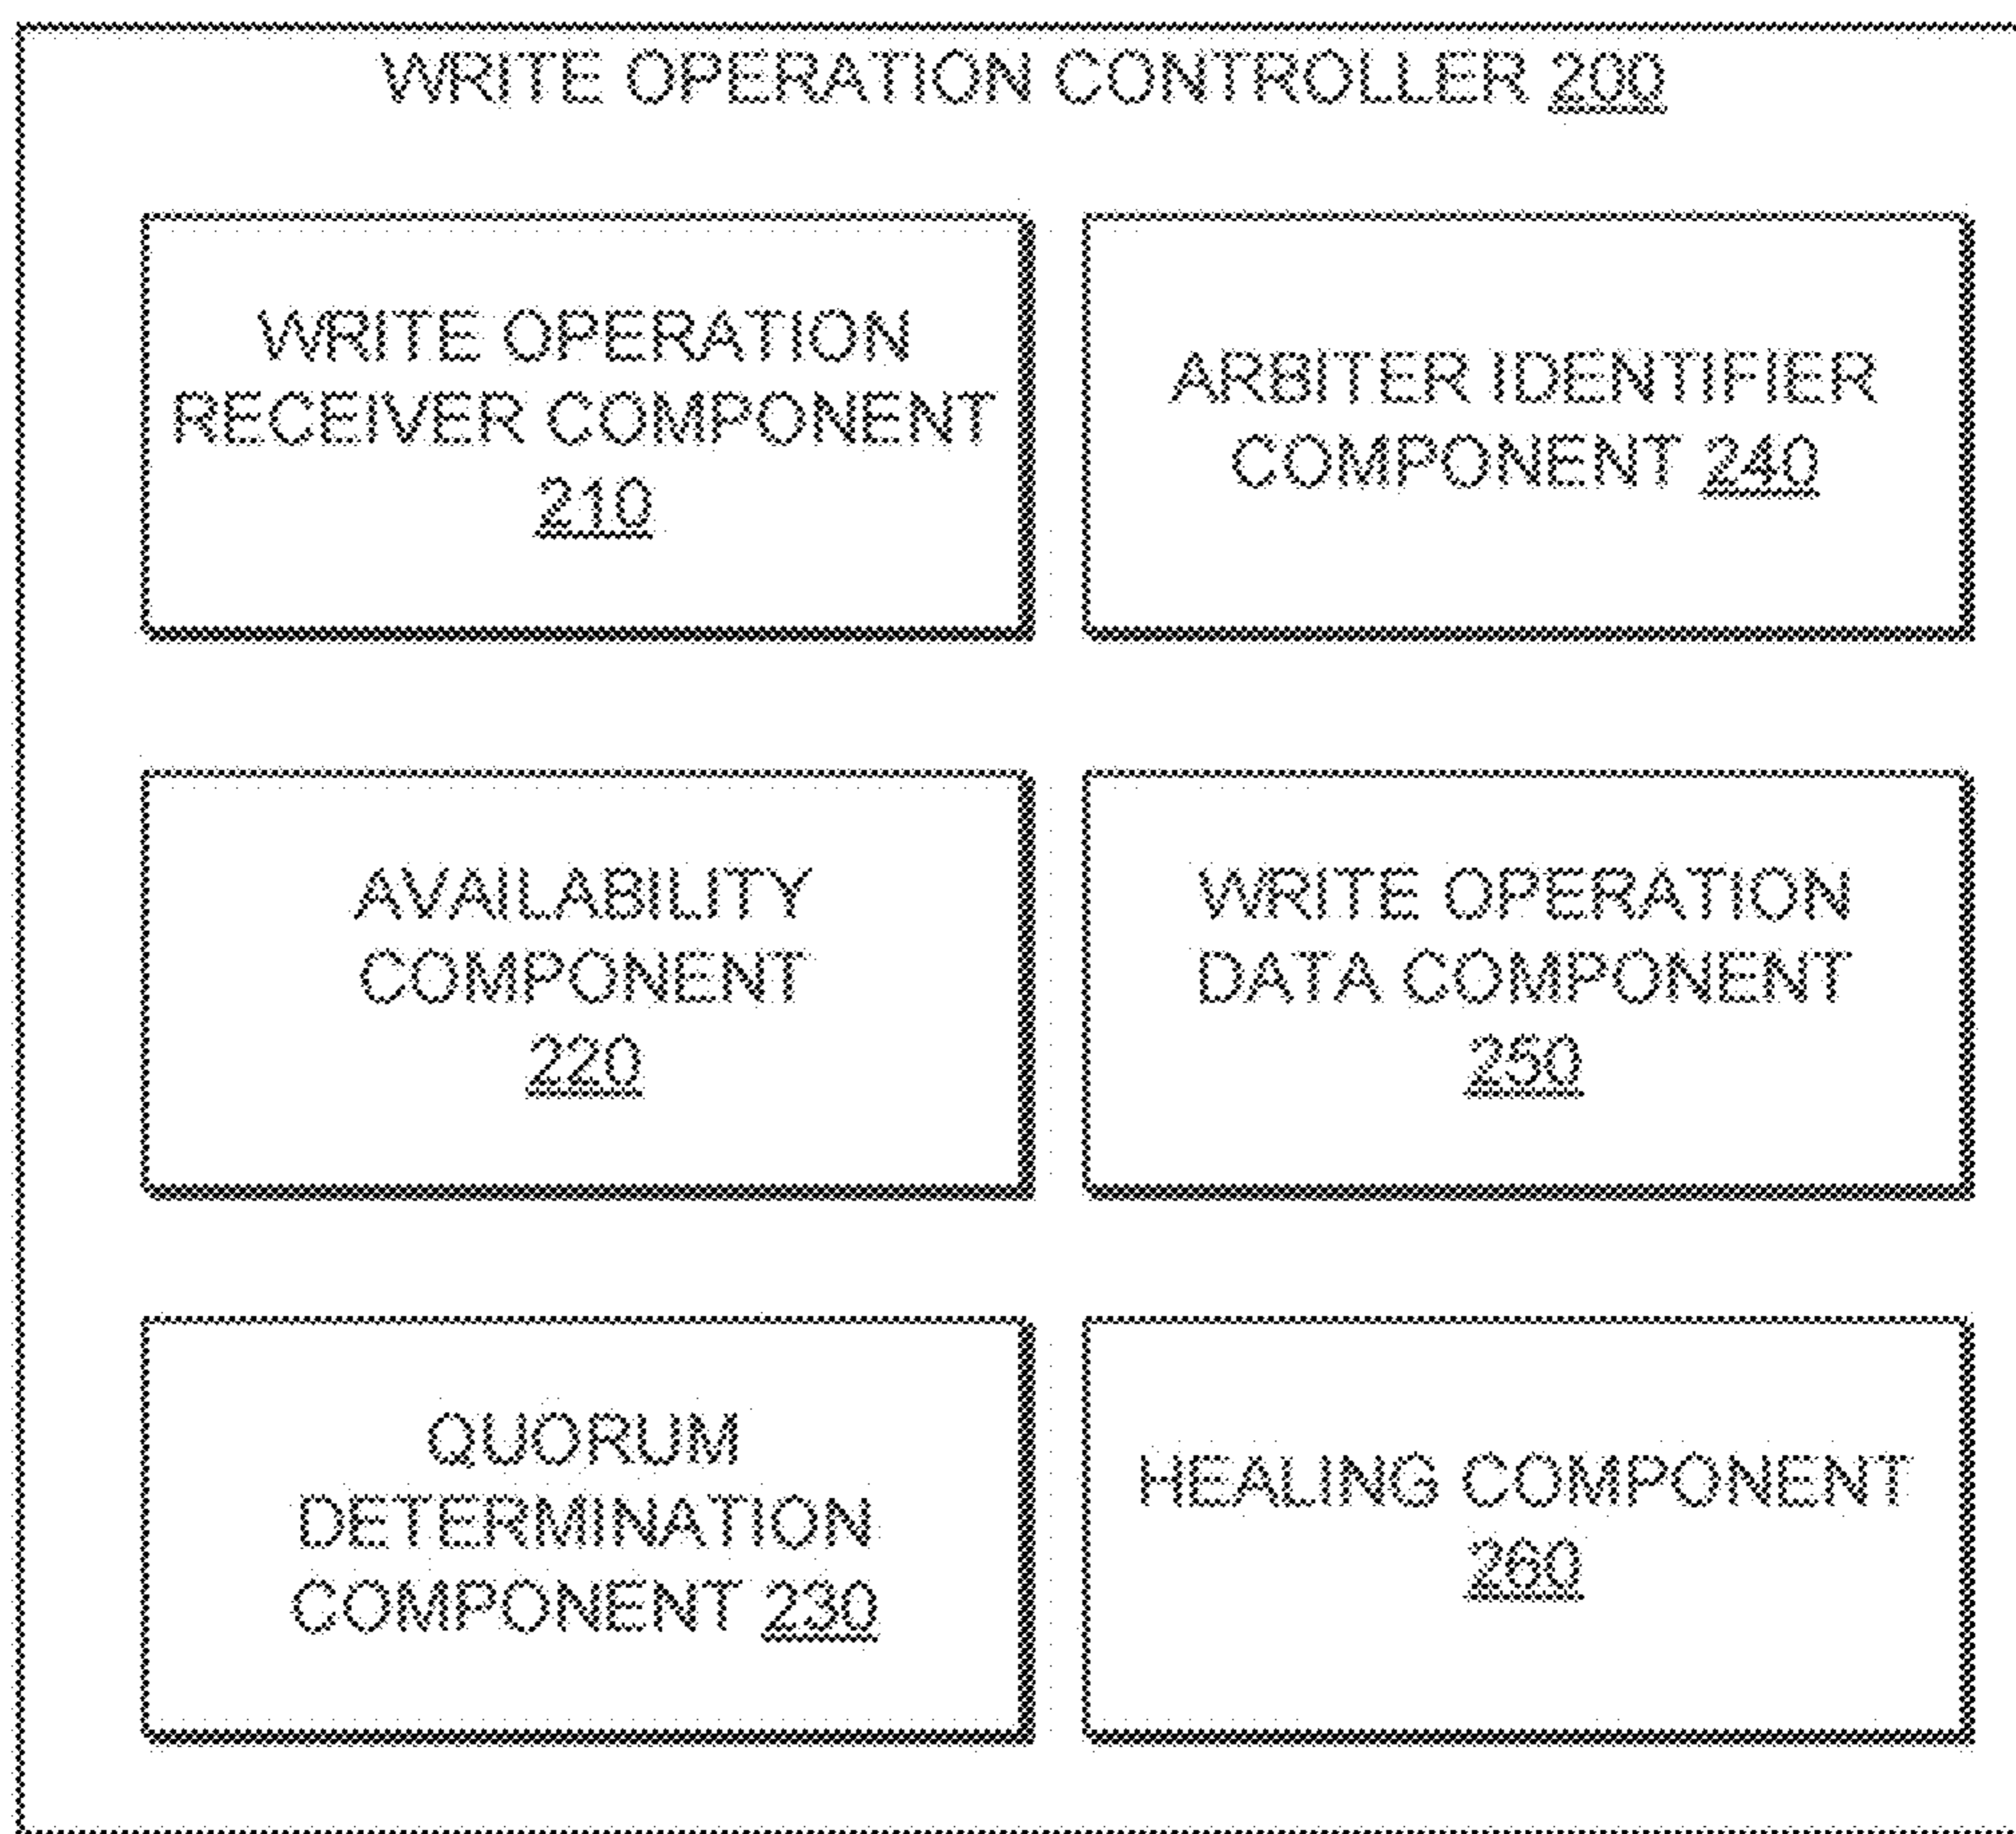 WRITE OPERATION CONTROLLER 200
WRITE OPERATION
RECEIVER COMPONENT
210
ARBITER IDENTIFIER
COMPONENT 240
AVAILABILITY
COMPONENT
220
WRITE OPERATION
DATA COMPONENT
250
QUORUM
DETERMINATION
COMPONENT 230
HEALING COMPONENT
260